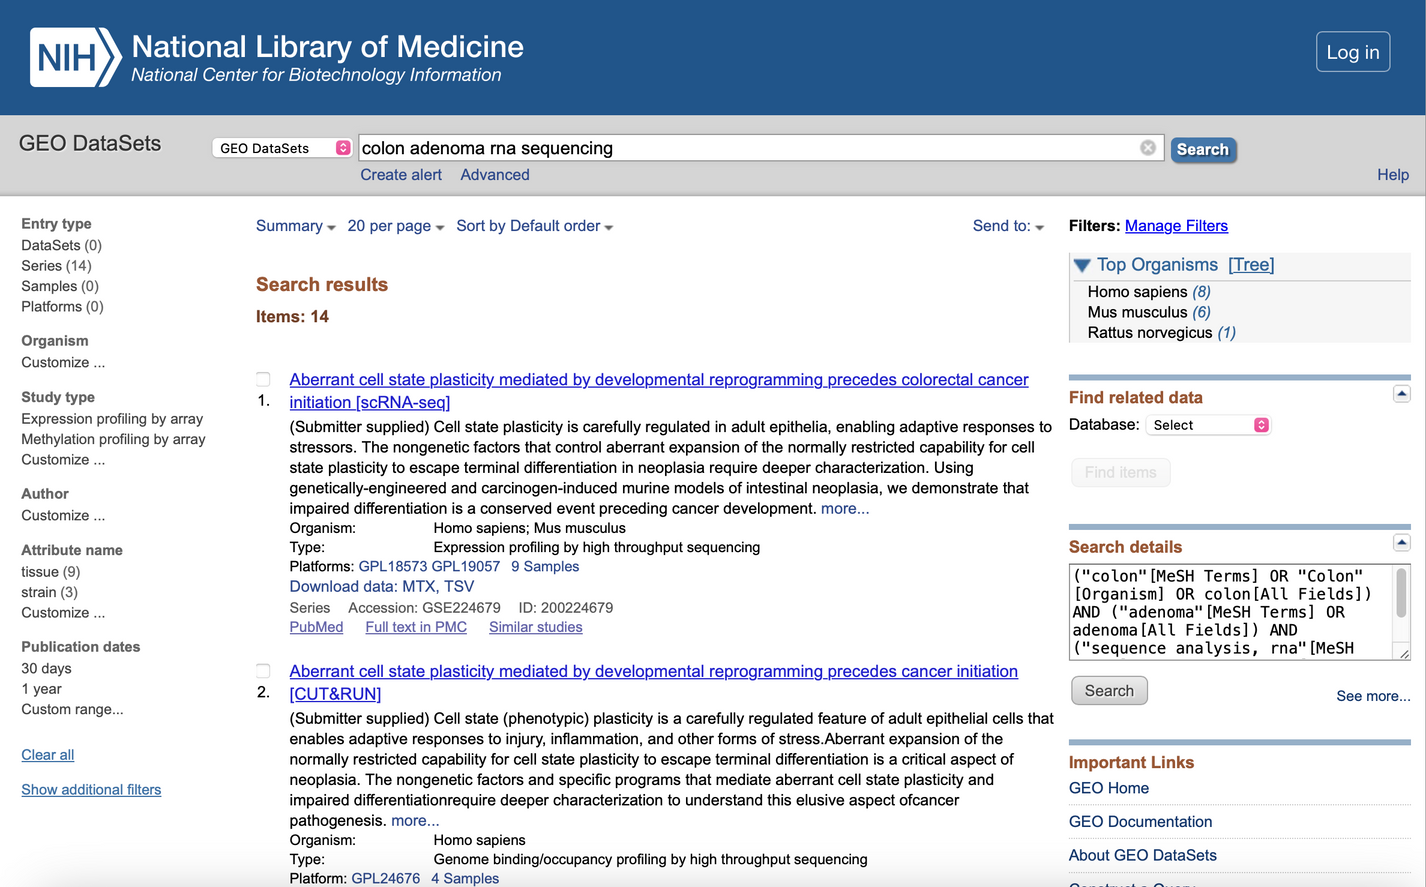 NIH National Library of Medicine
National Center for Biotechnology Information
Log in
GEO DataSets
GEO DataSets
colon adenoma rna sequencing
Search
Create alert Advanced
Help
Entry type
DataSets (0)
Series (14)
Samples (0)
Platforms (0)
Organism
Customize ...
Study type
Expression profiling by array
Methylation profiling by array
Customize ...
Author
Customize ...
Attribute name
tissue (9)
strain (3)
Customize ...
Publication dates
30 days
1 year
Custom range...
Clear all
Show additional filters
Summary 20 per page Sort by Default order
Send to:
Search results
Items: 14
Aberrant cell state plasticity mediated by developmental reprogramming precedes colorectal cancer
1. initiation [scRNA-seq]
(Submitter supplied) Cell state plasticity is carefully regulated in adult epithelia, enabling adaptive responses to
stressors. The nongenetic factors that control aberrant expansion of the normally restricted capability for cell
state plasticity to escape terminal differentiation in neoplasia require deeper characterization. Using
genetically-engineered and carcinogen-induced murine models of intestinal neoplasia, we demonstrate that
impaired differentiation is a conserved event preceding cancer development. more...
Organism: Homo sapiens; Mus musculus
Type: Expression profiling by high throughput sequencing
Platforms: GPL18573 GPL19057 9 Samples
Download data: MTX, TSV
Series Accession: GSE224679 ID: 200224679
PubMed Full text in PMC Similar studies
Aberrant cell state plasticity mediated by developmental reprogramming precedes cancer initiation
2. [CUT&RUN]
(Submitter supplied) Cell state (phenotypic) plasticity is a carefully regulated feature of adult epithelial cells that
enables adaptive responses to injury, inflammation, and other forms of stress.Aberrant expansion of the
normally restricted capability for cell state plasticity to escape terminal differentiation is a critical aspect of
neoplasia. The nongenetic factors and specific programs that mediate aberrant cell state plasticity and
impaired differentiationrequire deeper characterization to understand this elusive aspect ofcancer
pathogenesis. more...
Organism: Homo sapiens
Type: Genome binding/occupancy profiling by high throughput sequencing
Platform: GPL24676 4 Samples
Filters: Manage Filters
Top Organisms [Tree]
Homo sapiens (8)
Mus musculus (6)
Rattus norvegicus (1)
Find related data
Database: Select
Find items
Search details
("colon"[MeSH Terms] OR "Colon"
[Organism] OR colon[All Fields])
AND ("adenoma"[MeSH Terms] OR
adenoma[All Fields]) AND
("sequence analysis, rna"[MeSH
Search
See more...
Important Links
GEO Home
GEO Documentation
About GEO DataSets